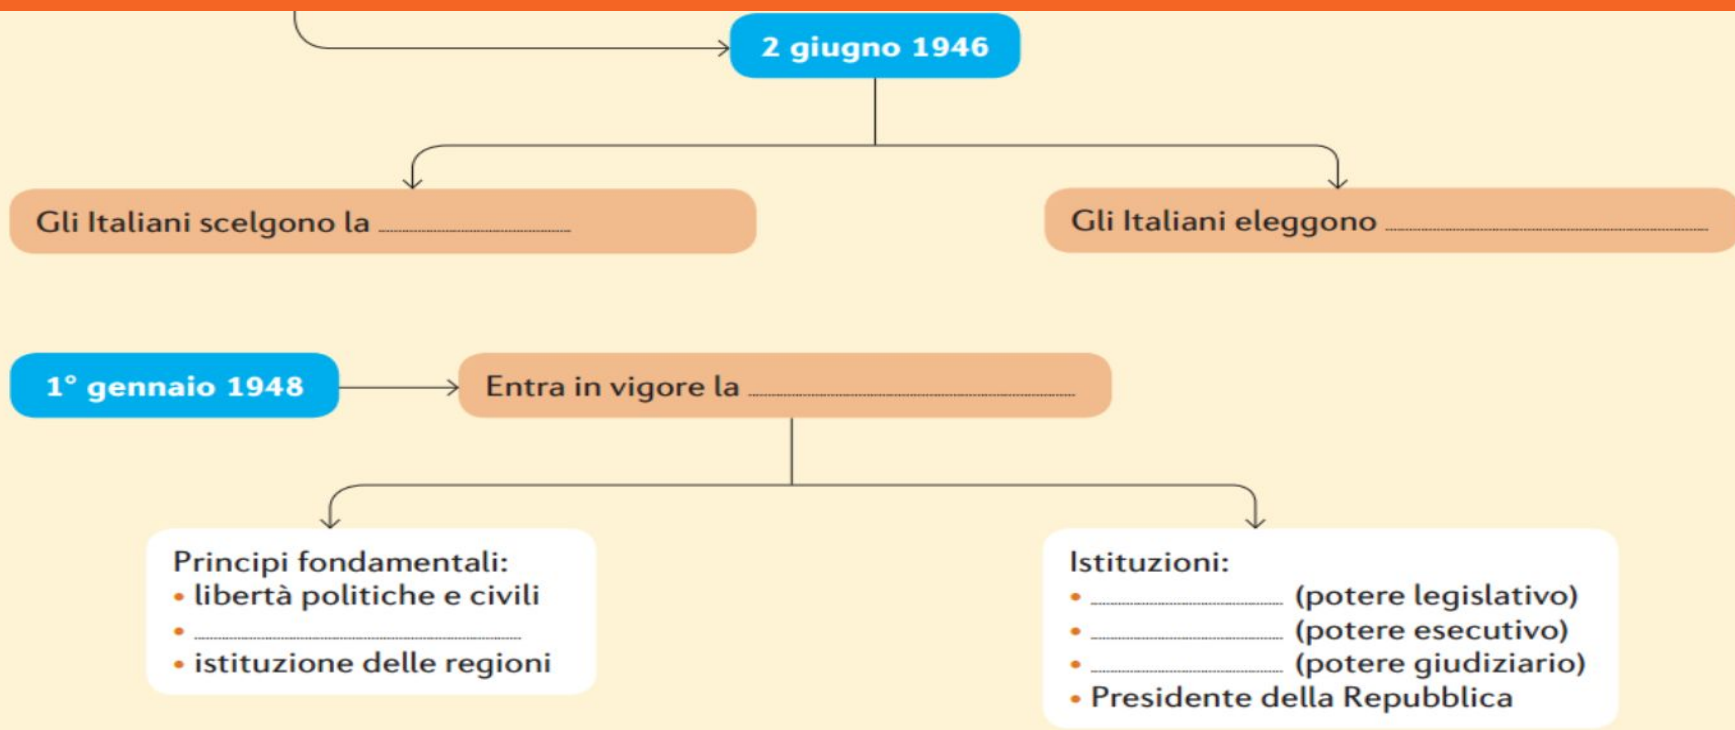 2 giugno 1946
Gli Italiani scelgono la ........................
Gli Italiani eleggono ........................
1° gennaio 1948
Entra in vigore la ........................
Principi fondamentali:
• libertà politiche e civili
• ........................
• istituzione delle regioni
Istituzioni:
• ........................ (potere legislativo)
• ........................ (potere esecutivo)
• ........................ (potere giudiziario)
• Presidente della Repubblica